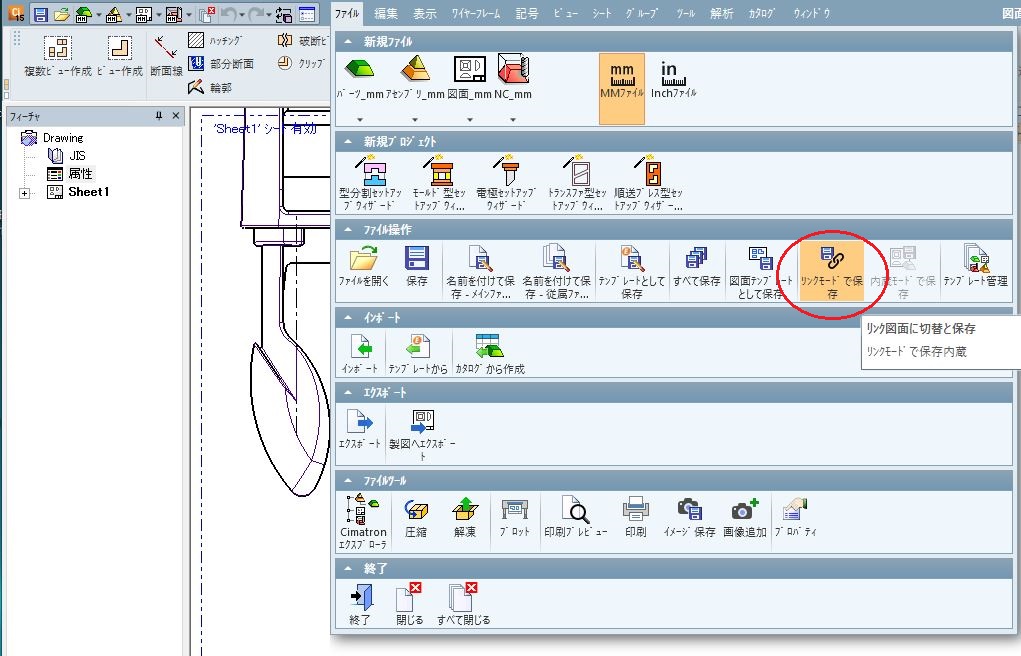 15
ファイル 編集 表示 ワイヤーフレーム 記号 ビュー シート グループ ツール 解析 カタログ ウィンドウ
複数ビュー作成 ビュー作成 断面線
ハッチング
部分断面
輪郭
破断ビ
クリップ
フィーチャ
Drawing
JIS
属性
Sheet1
'Sheet1' シート 有効
新規ファイル
パーツ_mm アセンブリ_mm 図面_mm NC_mm
mm
MMファイル
in
Inchファイル
新規プロジェクト
型分割セットアップウィザード
モールド型セットアップウィ...
電極セットアップウィザード
トランスファ型セットアップウィ...
順送プレス型セットアップウィザー...
ファイル操作
ファイルを開く
保存
名前を付けて保存 - メインファ...
名前を付けて保存 - 従属ファ...
テンプレートとして保存
すべて保存
図面テンプレートとして保存
リンクモードで保存
内蔵モードで保存
テンプレート管理
リンク図面に切替と保存
リンクモードで保存内蔵
インポート
インポート
テンプレートから
カタログから作成
エクスポート
エクスポート
製図へエクスポート
ファイルツール
Cimatron
エクスプローラ
圧縮
解凍
プロット
印刷プレビュー
印刷
イメージ保存
画像追加
プロパティ
終了
終了
閉じる
すべて閉じる